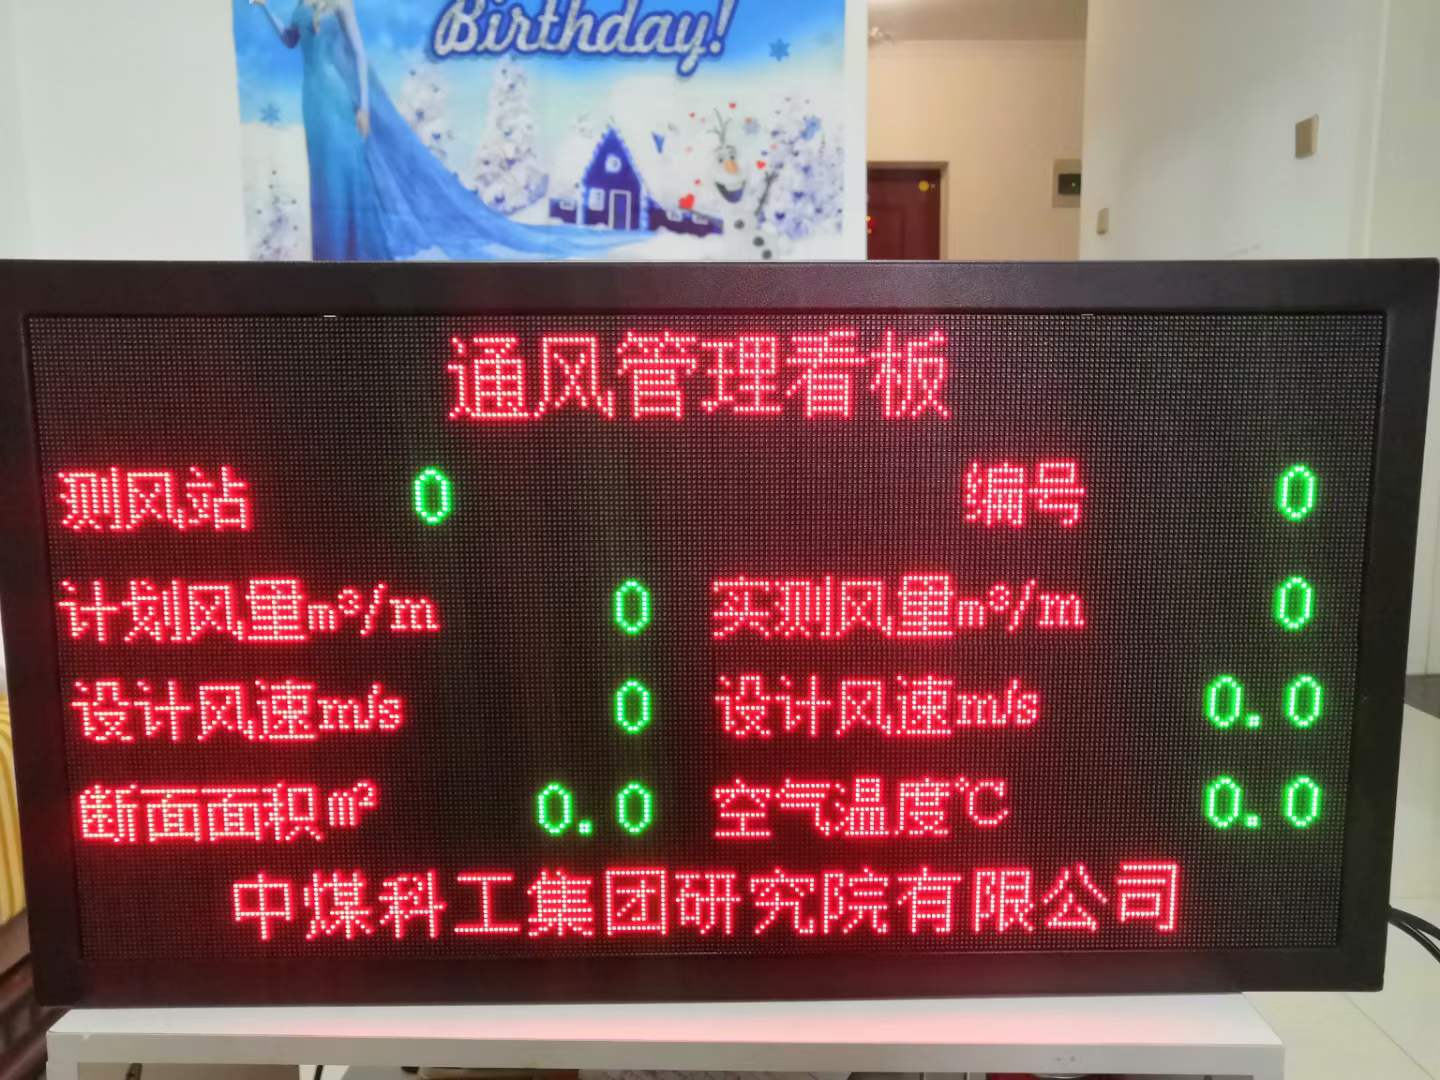 Birthday!
通风管理看板
测风站 0 编号 0
计划风量m³/m 0 实测风量m³/m 0
设计风速m/s 0 设计风速m/s 0.0
断面面积m² 0.0 空气温度℃ 0.0
中煤科工集团研究院有限公司